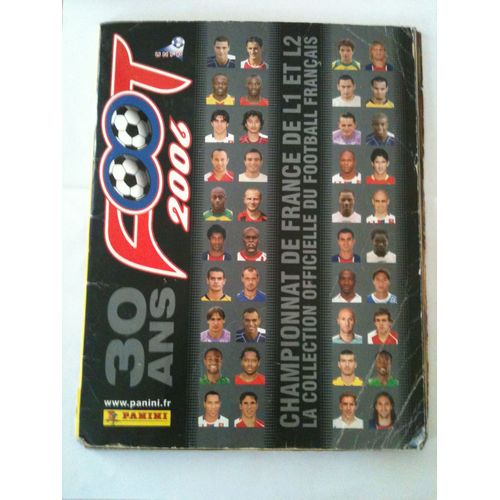 UNFP
FOOT
2006
30
ANS
www.panini.fr
PANINI
CHAMPIONNAT DE FRANCE DE L1 ET L2
LA COLLECTION OFFICIELLE DU FOOTBALL FRANÇAIS